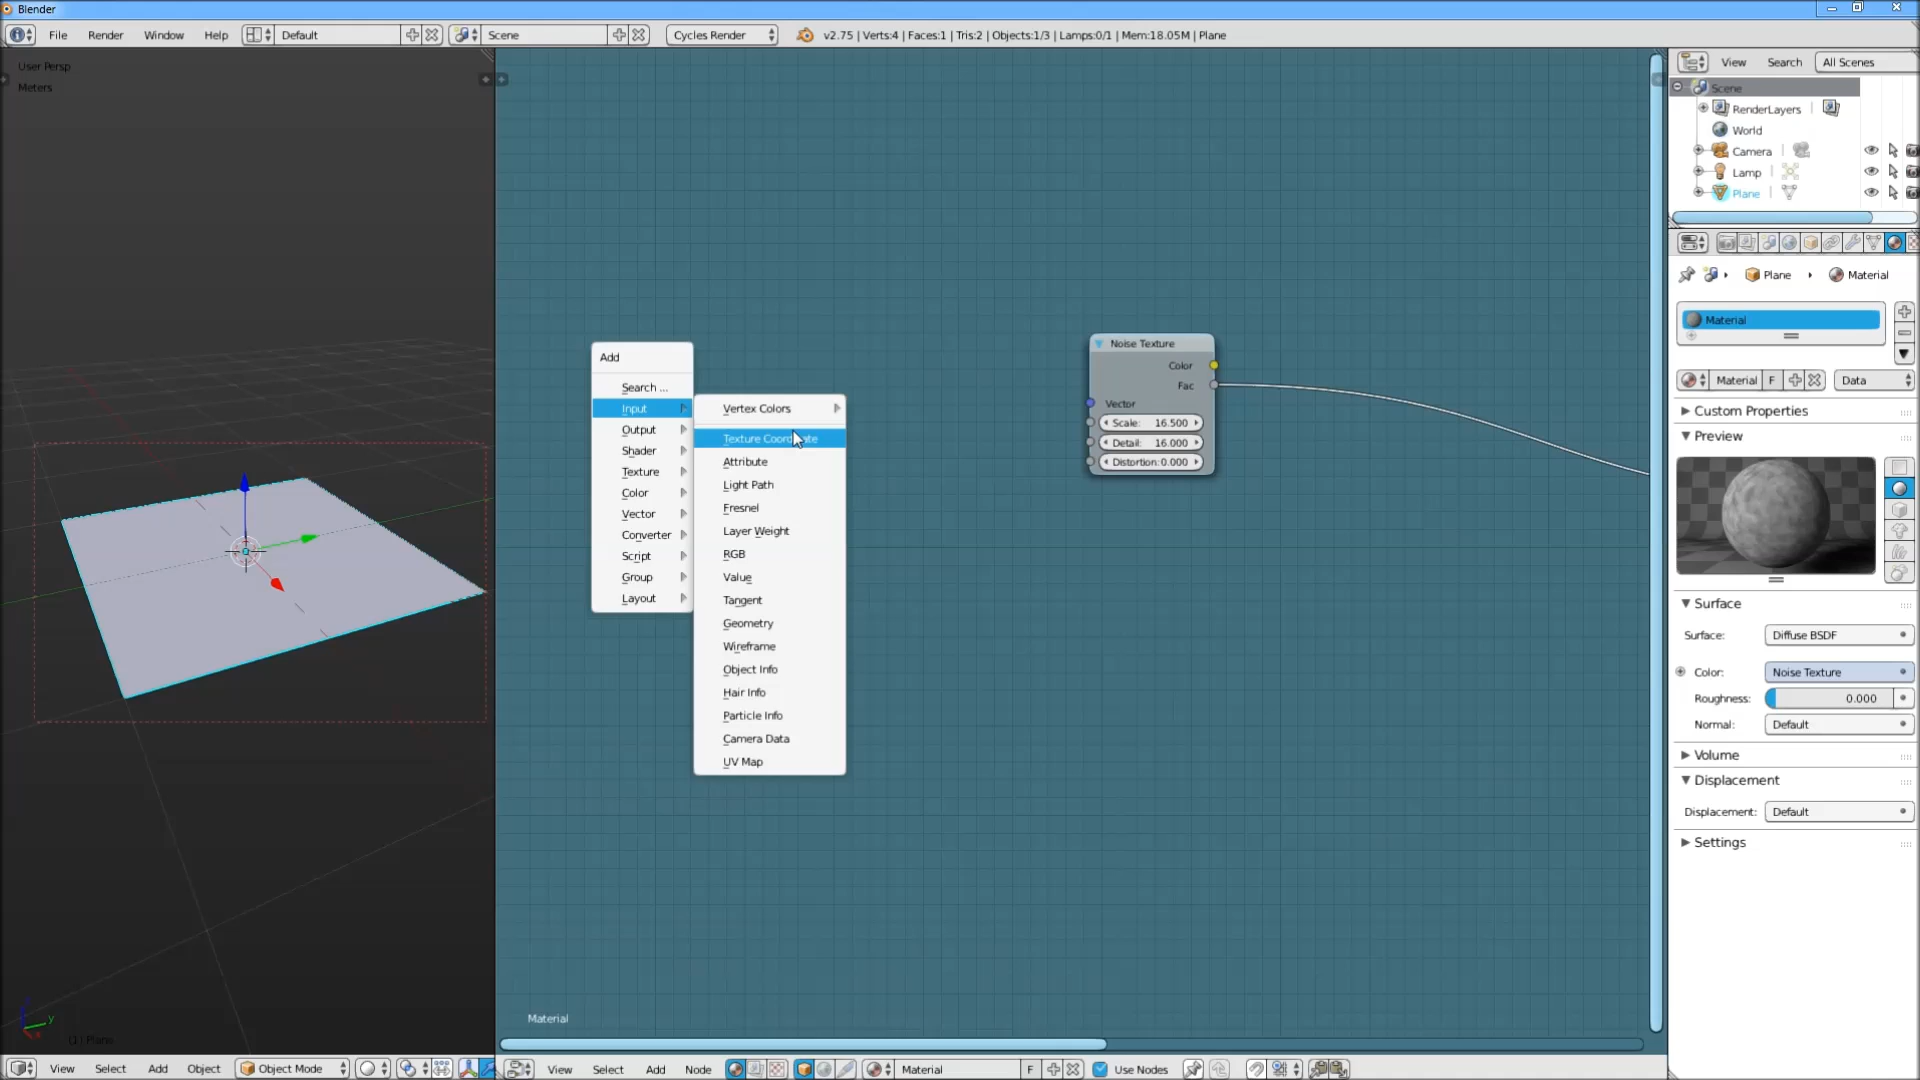 Blender
File Render Window Help Default Scene Cycles Render v2.75 | Verts:4 | Faces:1 | Tris:2 | Objects:1/3 | Lamps:0/1 | Mem:18.05M | Plane
User Persp
Meters
(1) Plane
Add
Search ...
Input
Output
Shader
Texture
Color
Vector
Converter
Script
Group
Layout
Vertex Colors
Texture Coordinate
Attribute
Light Path
Fresnel
Layer Weight
RGB
Value
Tangent
Geometry
Wireframe
Object Info
Hair Info
Particle Info
Camera Data
UV Map
Noise Texture
Color
Fac
Vector
Scale: 16.500
Detail: 16.000
Distortion: 0.000
Material
View Search All Scenes
Scene
RenderLayers
World
Camera
Lamp
Plane
Plane Material
Material
Material F Data
Custom Properties
Preview
Surface
Surface: Diffuse BSDF
Color: Noise Texture
Roughness: 0.000
Normal: Default
Volume
Displacement
Displacement: Default
Settings
View Select Add Object Object Mode
View Select Add Node Material F Use Nodes